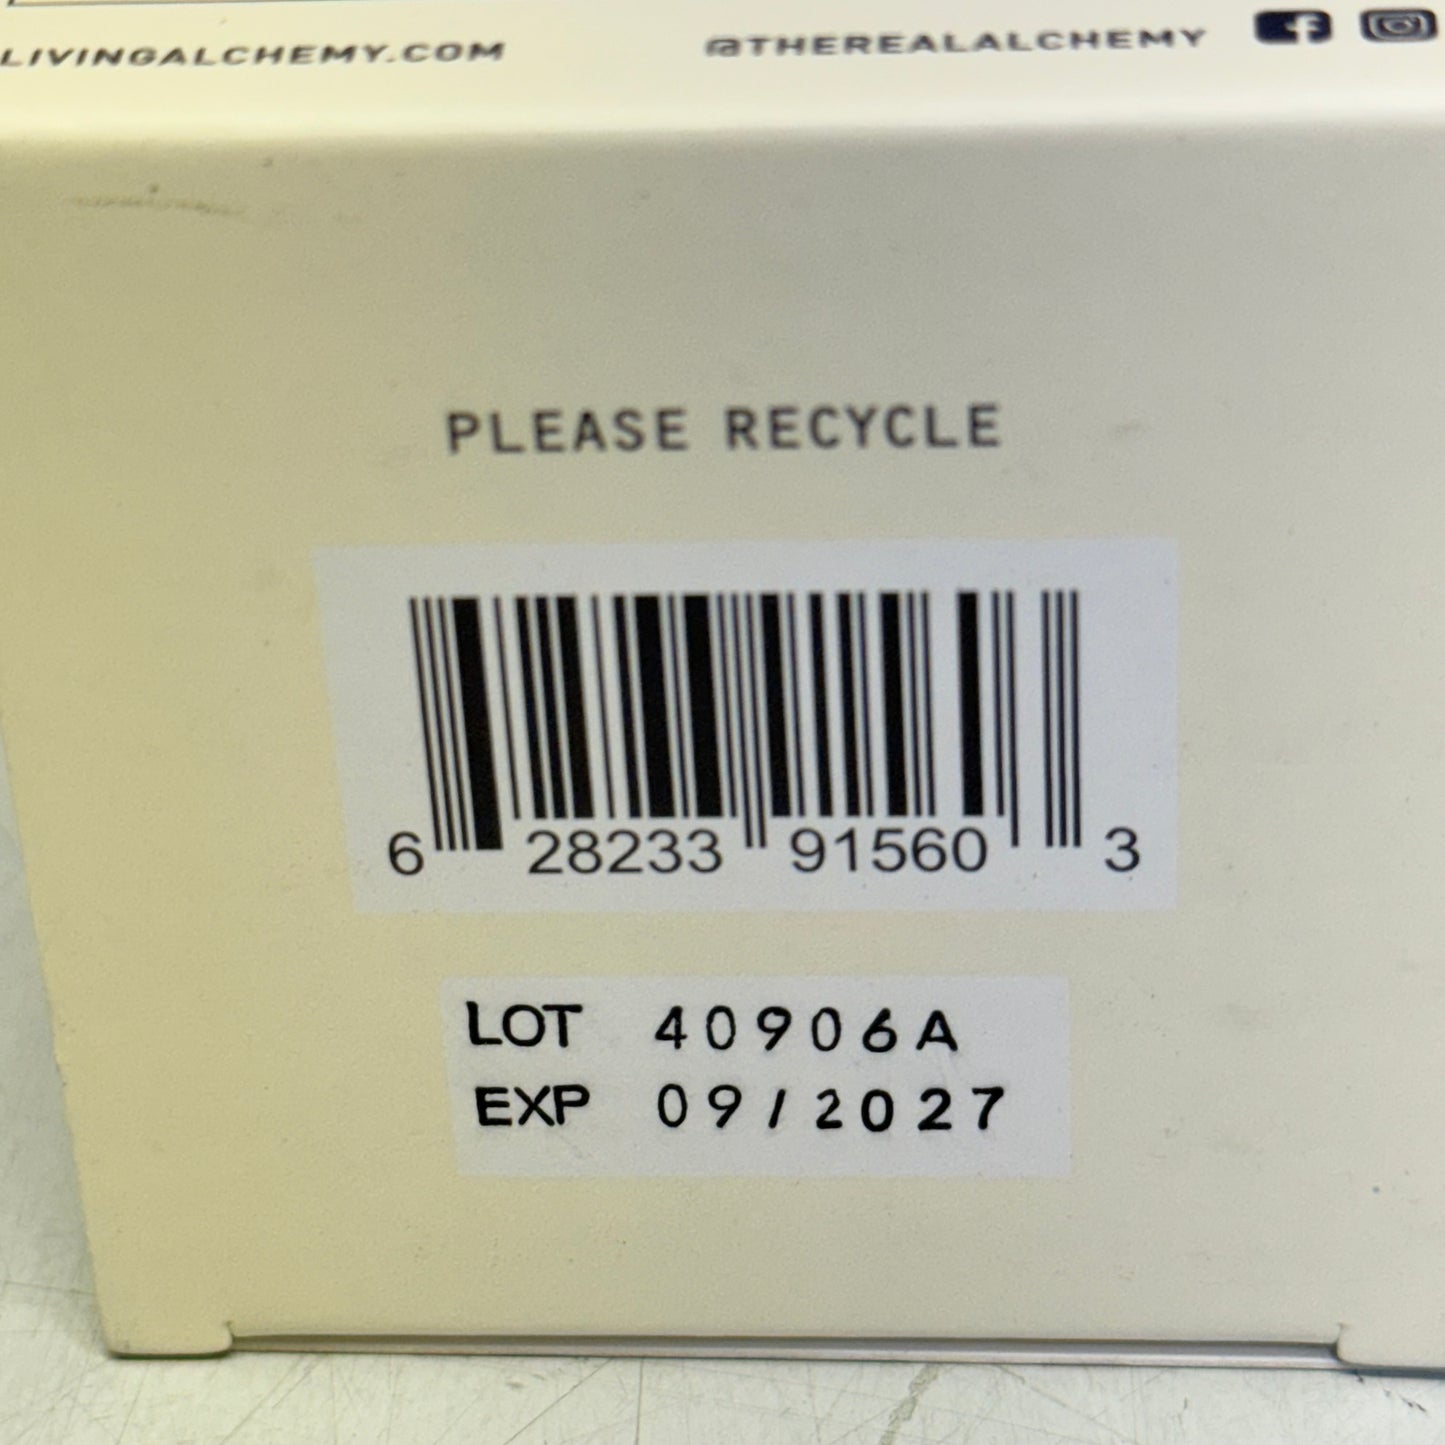 LIVINGALCHEMY.COM @THEREALALCHEMY
PLEASE RECYCLE
6 28233 91560 3
LOT 40906A
EXP 09/2027